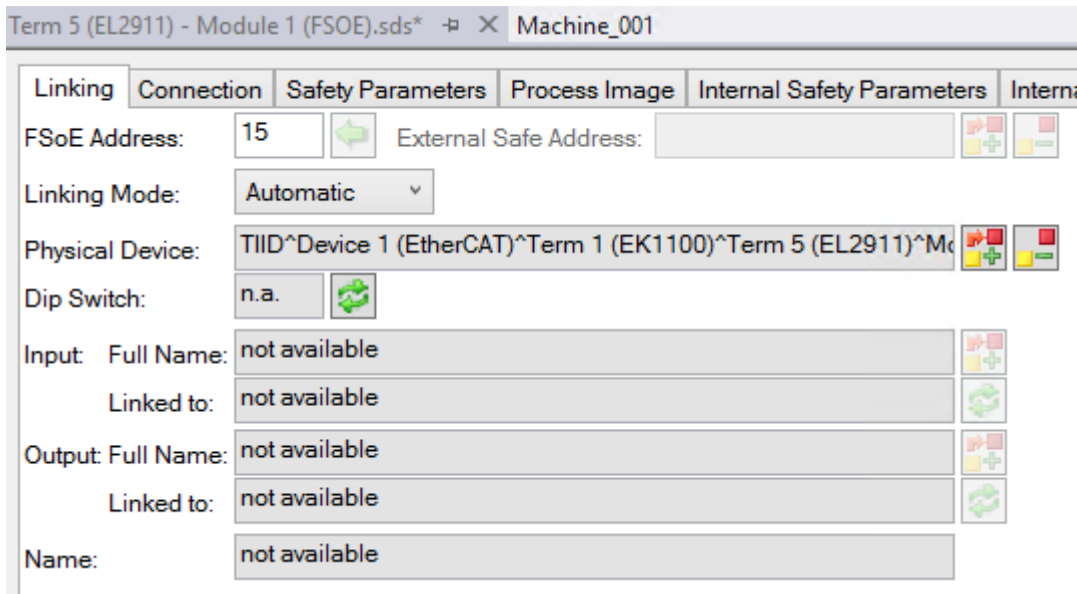 Term 5 (EL2911) - Module 1 (FSOE).sds* Machine_001
Linking Connection Safety Parameters Process Image Internal Safety Parameters
FSoE Address: 15 External Safe Address:
Linking Mode: Automatic
Physical Device: TIID^Device 1 (EtherCAT)^Term 1 (EK1100)^Term 5 (EL2911)^Mo
Dip Switch: n.a.
Input: Full Name: not available
Linked to: not available
Output: Full Name: not available
Linked to: not available
Name: not available